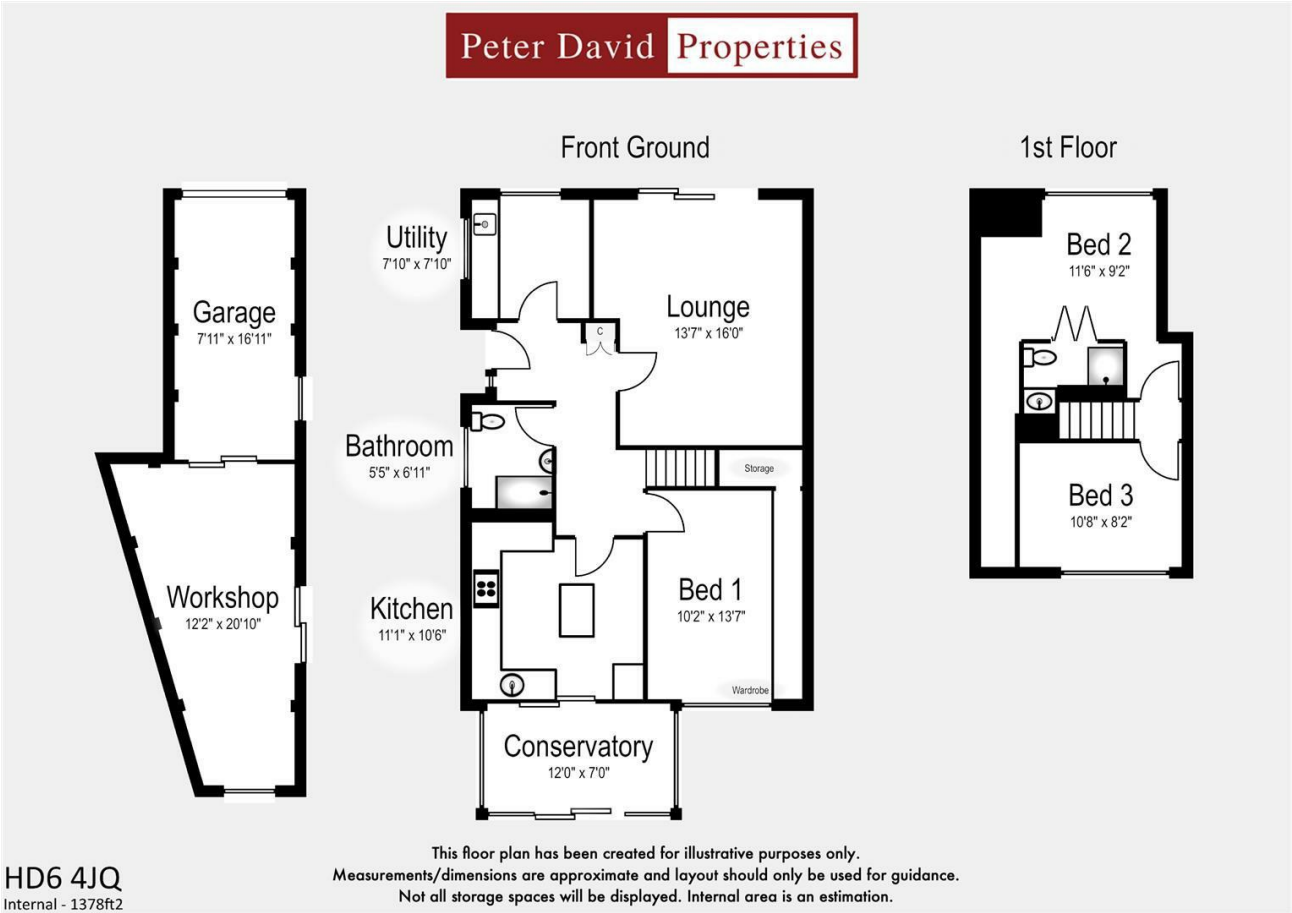 Peter David Properties
Front Ground
1st Floor
Utility
7'10" x 7'10"
Garage
7'11" x 16'11"
C
Lounge
13'7" x 16'0"
Bed 2
11'6" x 9'2"
Bathroom
5'5" x 6'11"
Storage
Bed 3
10'8" x 8'2"
Workshop
12'2" x 20'10"
Kitchen
11'1" x 10'6"
Bed 1
10'2" x 13'7"
Wardrobe
Conservatory
12'0" x 7'0"
This floor plan has been created for illustrative purposes only.
Measurements/dimensions are approximate and layout should only be used for guidance.
Not all storage spaces will be displayed. Internal area is an estimation.
HD6 4JQ
Internal - 1378ft2